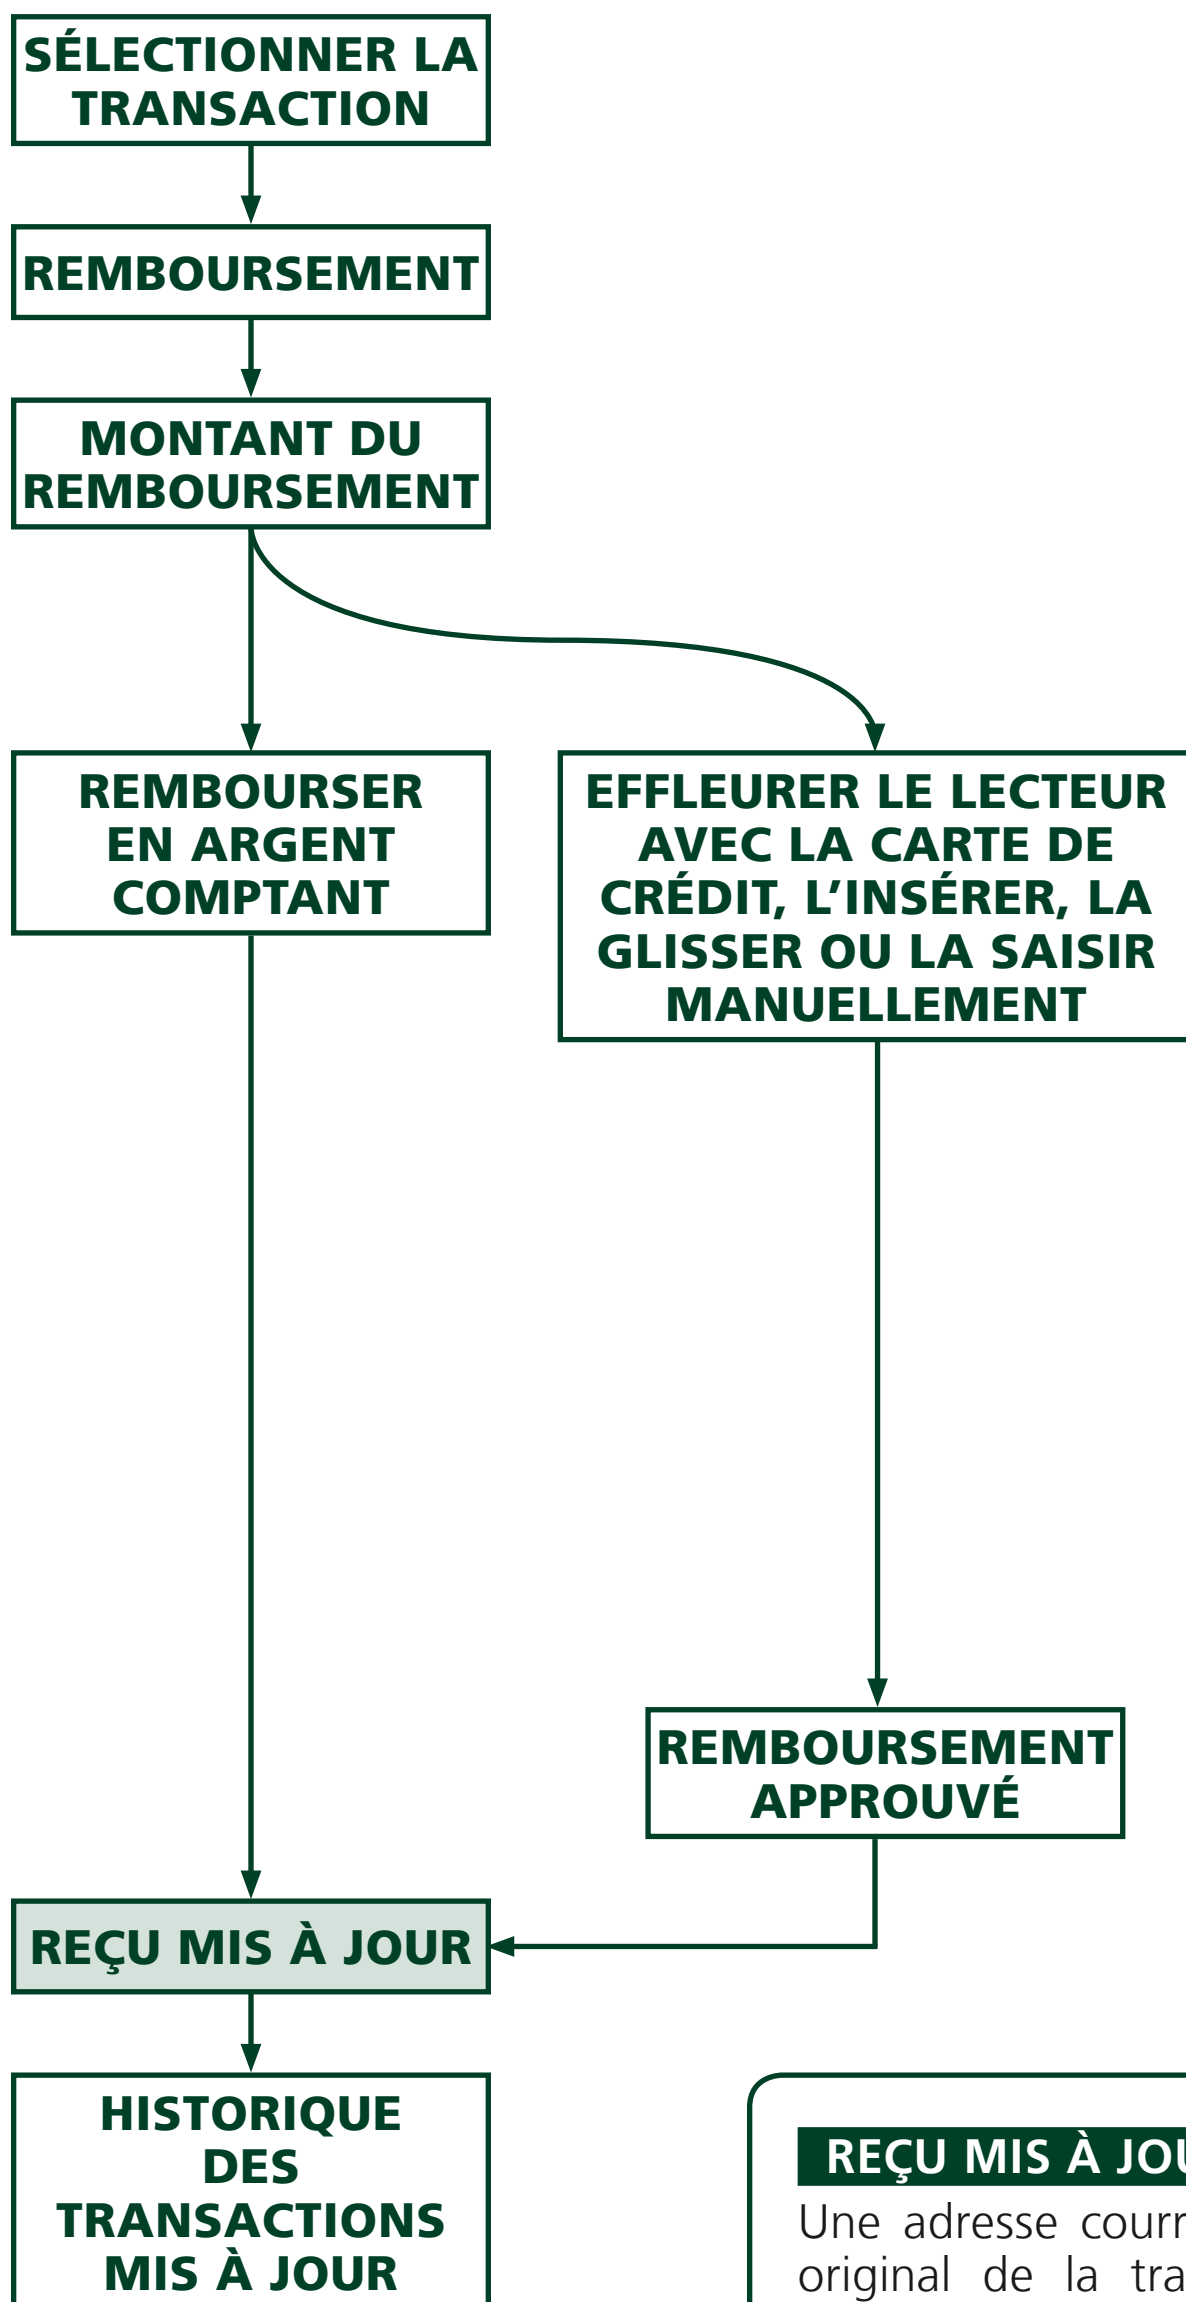 SÉLECTIONNER LA
TRANSACTION
REMBOURSEMENT
MONTANT DU
REMBOURSEMENT
REMBOURSER
EN ARGENT
COMPTANT
EFFLEURER LE LECTEUR
AVEC LA CARTE DE
CRÉDIT, L’INSÉRER, LA
GLISSER OU LA SAISIR
MANUELLEMENT
REMBOURSEMENT
APPROUVÉ
REÇU MIS À JOUR
HISTORIQUE
DES
TRANSACTIONS
MIS À JOUR
REÇU MIS À
Une adresse
original de la